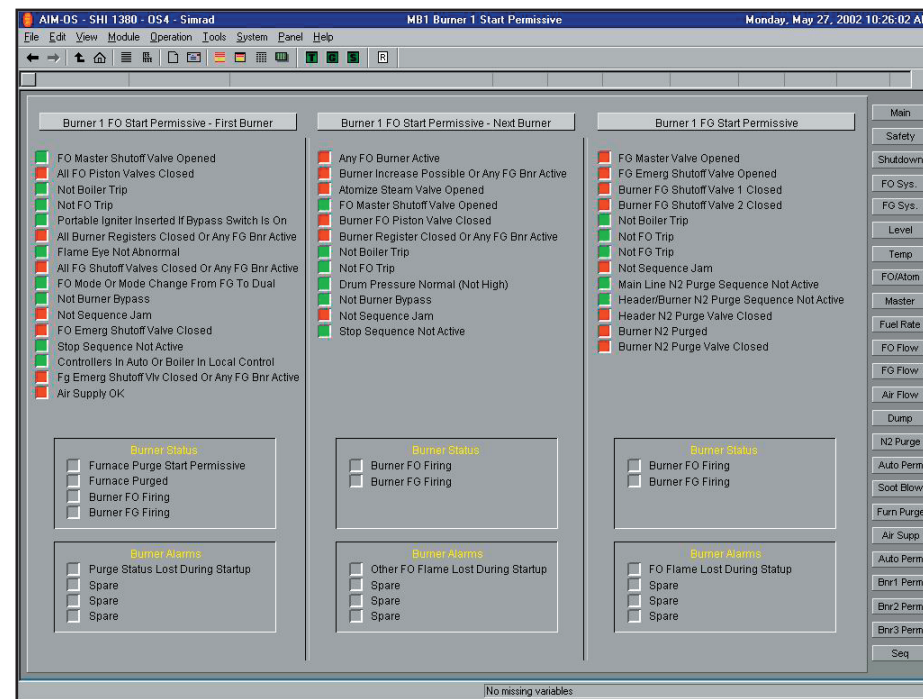 AIM-OS - SHI 1380 - OS4 - Simrad MB1 Burner 1 Start Permissive Monday, May 27, 2002 10:26:02 A
File Edit View Module Operation Tools System Panel Help
T G S R
Burner 1 FO Start Permissive - First Burner
FO Master Shutoff Valve Opened
All FO Piston Valves Closed
Not Boiler Trip
Not FO Trip
Portable Igniter Inserted If Bypass Switch Is On
All Burner Registers Closed Or Any FG Bnr Active
Flame Eye Not Abnormal
All FG Shutoff Valves Closed Or Any FG Bnr Active
FO Mode Or Mode Change From FG To Dual
Not Burner Bypass
Not Sequence Jam
FO Emerg Shutoff Valve Closed
Stop Sequence Not Active
Controllers In Auto Or Boiler In Local Control
Fg Emerg Shutoff Vlv Closed Or Any FG Bnr Active
Air Supply OK
Burner Status
Furnace Purge Start Permissive
Furnace Purged
Burner FO Firing
Burner FG Firing
Burner Alarms
Purge Status Lost During Startup
Spare
Spare
Spare
Burner 1 FO Start Permissive - Next Burner
Any FO Burner Active
Burner Increase Possible Or Any FG Bnr Active
Atomize Steam Valve Opened
FO Master Shutoff Valve Opened
Burner FO Piston Valve Closed
Burner Register Closed Or Any FG Bnr Active
Not Boiler Trip
Not FO Trip
Drum Pressure Normal (Not High)
Not Burner Bypass
Not Sequence Jam
Stop Sequence Not Active
Burner Status
Burner FO Firing
Burner FG Firing
Burner Alarms
Other FO Flame Lost During Startup
Spare
Spare
Spare
Burner 1 FG Start Permissive
FG Master Valve Opened
FG Emerg Shutoff Valve Opened
Burner FG Shutoff Valve 1 Closed
Burner FG Shutoff Valve 2 Closed
Not Boiler Trip
Not FO Trip
Not FG Trip
Not Sequence Jam
Main Line N2 Purge Sequence Not Active
Header/Burner N2 Purge Sequence Not Active
Header N2 Purge Valve Closed
Burner N2 Purged
Burner N2 Purge Valve Closed
Burner Status
Burner FO Firing
Burner FG Firing
Burner Alarms
FO Flame Lost During Statup
Spare
Spare
Spare
Main
Safety
Shutdown
FO Sys.
FG Sys.
Level
Temp
FO/Atom
Master
Fuel Rate
FO Flow
FG Flow
Air Flow
Dump
N2 Purge
Auto Perm
Soot Blow
Furn Purge
Air Supp
Auto Perm
Bnr1 Perm
Bnr2 Perm
Bnr3 Perm
Seq
No missing variables